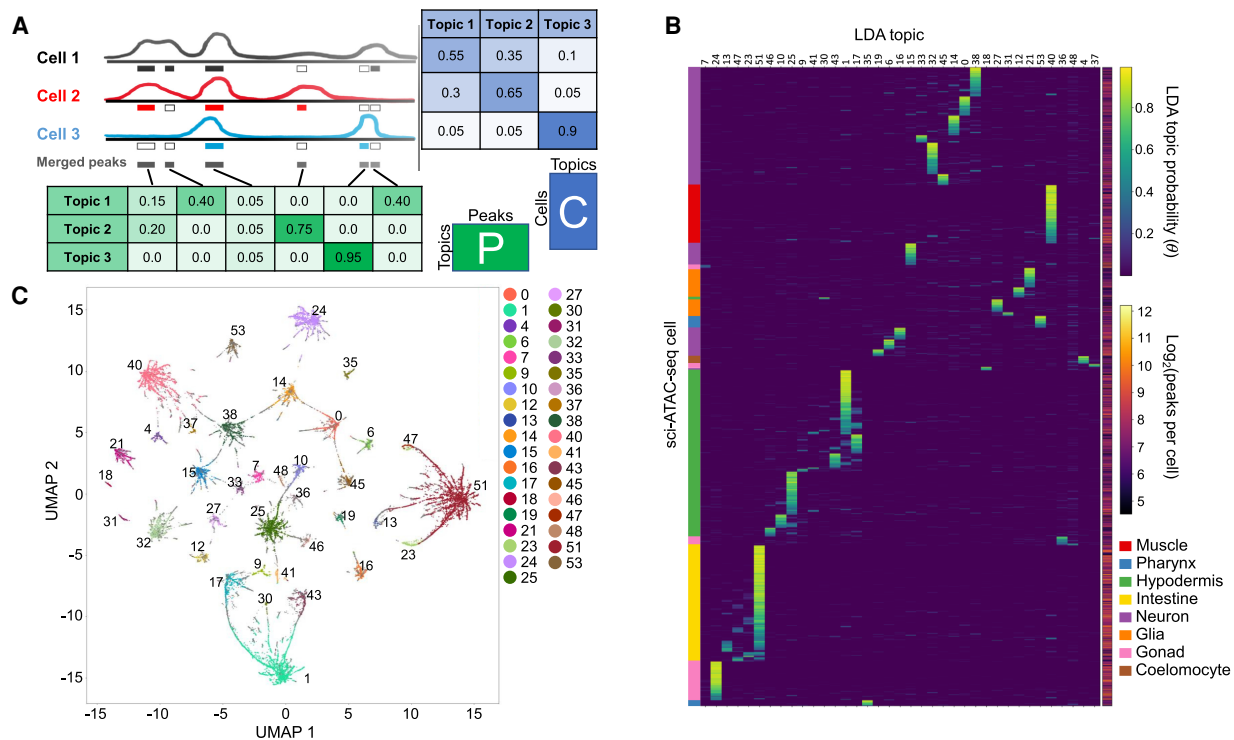 A
Topic 1 Topic 2 Topic 3
Cell 1 0.55 0.35 0.1
Cell 2 0.3 0.65 0.05
Cell 3 0.05 0.05 0.9
Merged peaks
Topic 1 0.15 0.40 0.05 0.0 0.0 0.40
Topic 2 0.20 0.0 0.05 0.75 0.0 0.0
Topic 3 0.0 0.0 0.05 0.0 0.95 0.0
Peaks
Topics
P
Topics
Cells
C
B
LDA topic
7 24 13 47 23 51 46 10 25 9 41 30 43 1 17 35 19 6 16 15 33 32 45 14 0 38 18 27 31 12 21 53 40 36 48 4 37
sci-ATAC-seq cell
0.8
0.6
0.4
0.2
LDA topic probability (θ)
12
11
10
9
8
7
6
5
Log2(peaks per cell)
Muscle
Pharynx
Hypodermis
Intestine
Neuron
Glia
Gonad
Coelomocyte
C
UMAP 2
15
10
5
0
-5
-10
-15
24
53
40
35
14
38
0
4
37
6
47
21
15
7
48
10
45
51
18
33
36
31
32
27
25
19
13
46
23
12
9
41
16
17
30
43
1
-15 -10 -5 0 5 10 15
UMAP 1
0 27
1 30
4 31
6 32
7 33
9 35
10 36
12 37
13 38
14 40
15 41
16 43
17 45
18 46
19 47
21 48
23 51
24 53
25